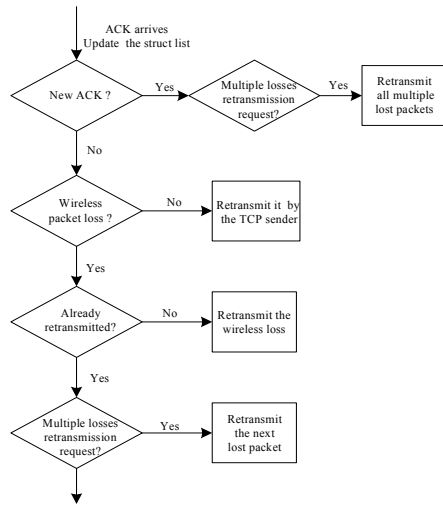 ACK arrives
Update the struct list
New ACK ?
Yes
Multiple losses
retransmission
request?
Yes
Retransmit
all multiple
lost packets
No
Wireless
packet loss ?
No
Retransmit it by
the TCP sender
Yes
Already
retransmitted?
No
Retransmit the
wireless loss
Yes
Multiple losses
retransmission
request?
Yes
Retransmit
the next
lost packet